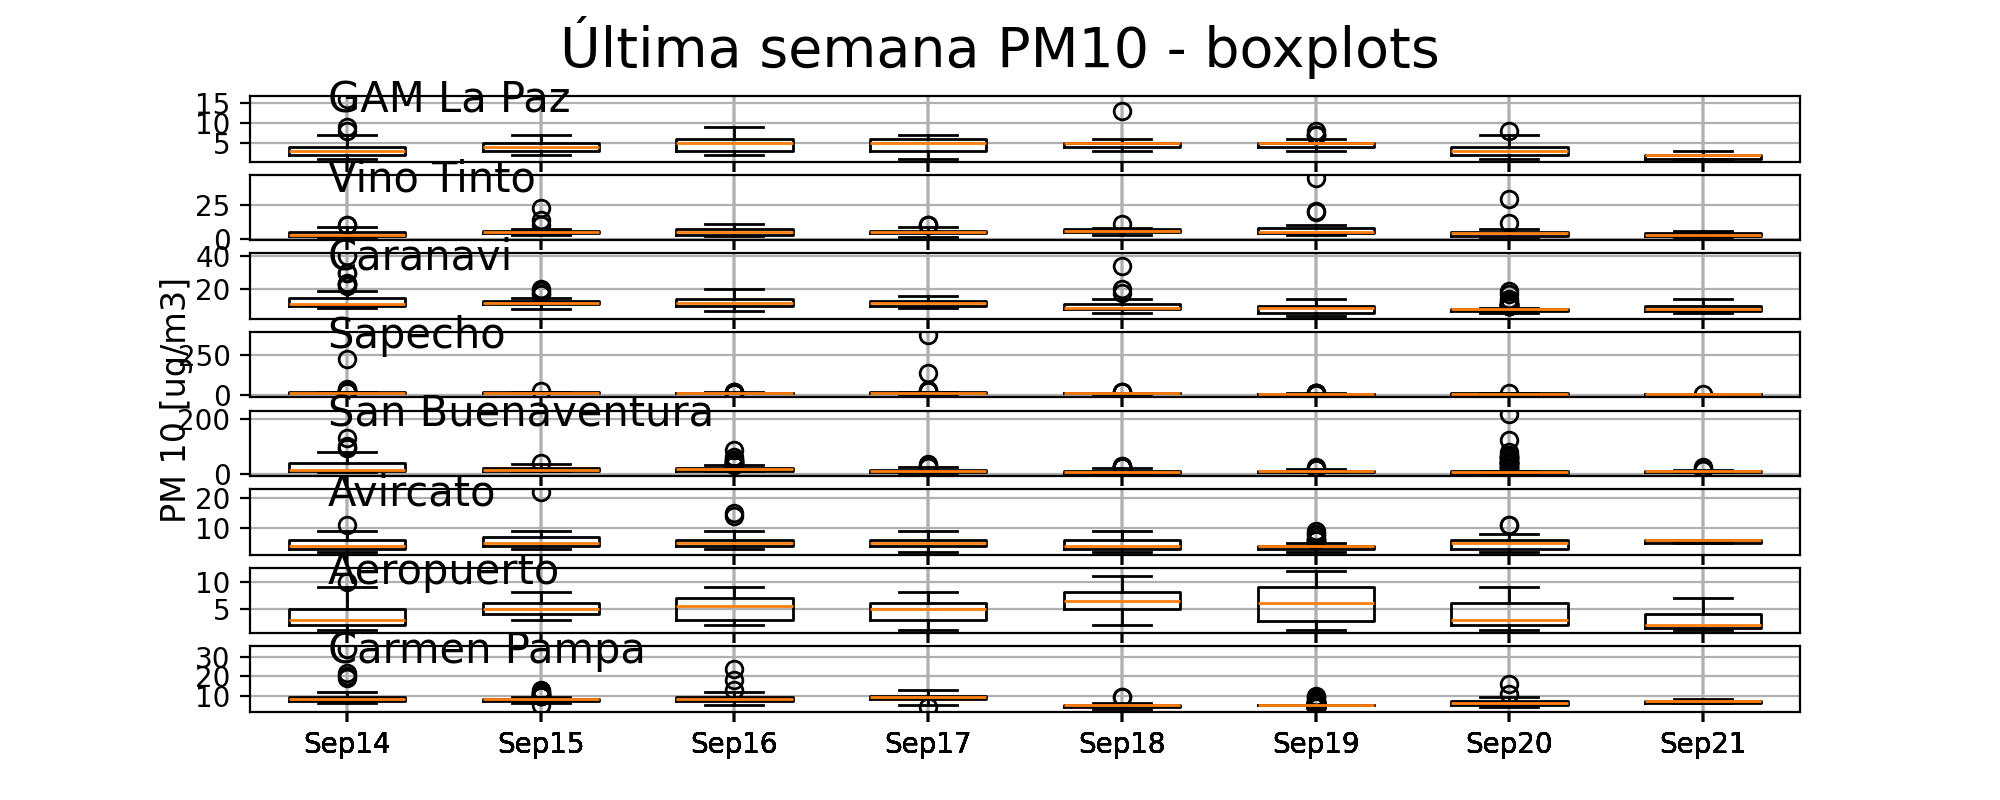 Última semana PM10 - boxplots
PM 10 [ug/m3]
GAM La Paz
15
10
5
Vino Tinto
25
0
Caranavi
40
20
Sapecho
250
0
San Buenaventura
200
0
Avircato
20
10
Aeropuerto
10
5
Carmen Pampa
30
20
10
Sep14 Sep15 Sep16 Sep17 Sep18 Sep19 Sep20 Sep21